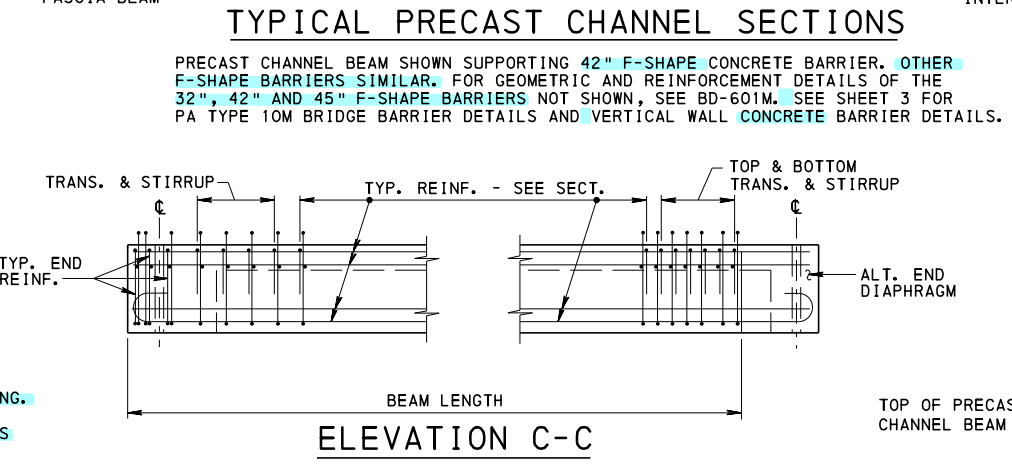 FASCIA BEAM
TYPICAL PRECAST CHANNEL SECTIONS
PRECAST CHANNEL BEAM SHOWN SUPPORTING 42" F-SHAPE CONCRETE BARRIER. OTHER
F-SHAPE BARRIERS SIMILAR. FOR GEOMETRIC AND REINFORCEMENT DETAILS OF THE
32", 42" AND 45" F-SHAPE BARRIERS NOT SHOWN, SEE BD-601M. SEE SHEET 3 FOR
PA TYPE 10M BRIDGE BARRIER DETAILS AND VERTICAL WALL CONCRETE BARRIER DETAILS.
TRANS. & STIRRUP
TYP. REINF. - SEE SECT.
TOP & BOTTOM
TRANS. & STIRRUP
℄
℄
TYP. END
REINF.
ALT. END
DIAPHRAGM
NG.
S
BEAM LENGTH
TOP OF PRECAS
CHANNEL BEAM
ELEVATION C-C